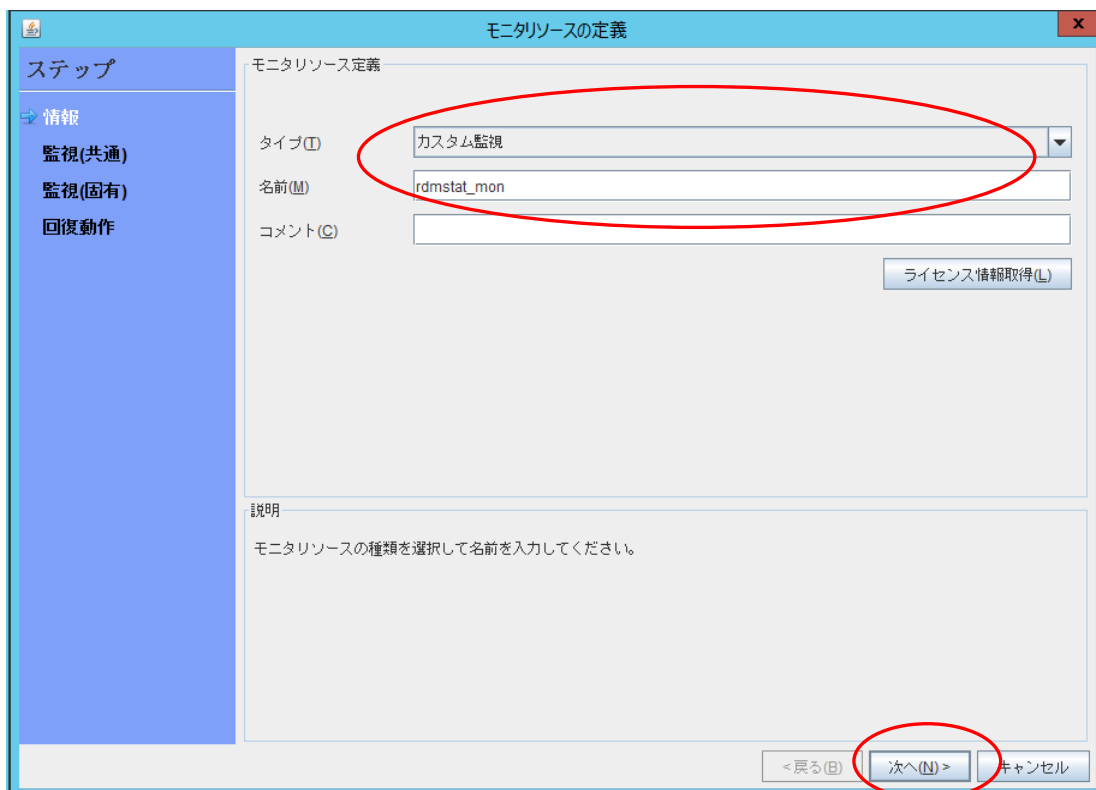 モニタリソースの定義
x
ステップ
情報
監視(共通)
監視(固有)
回復動作
モニタリソース定義
タイプ(T) カスタム監視
名前(M) rdmstat_mon
コメント(C)
ライセンス情報取得(L)
説明
モニタリソースの種類を選択して名前を入力してください。
<戻る(B) 次へ(N)> キャンセル